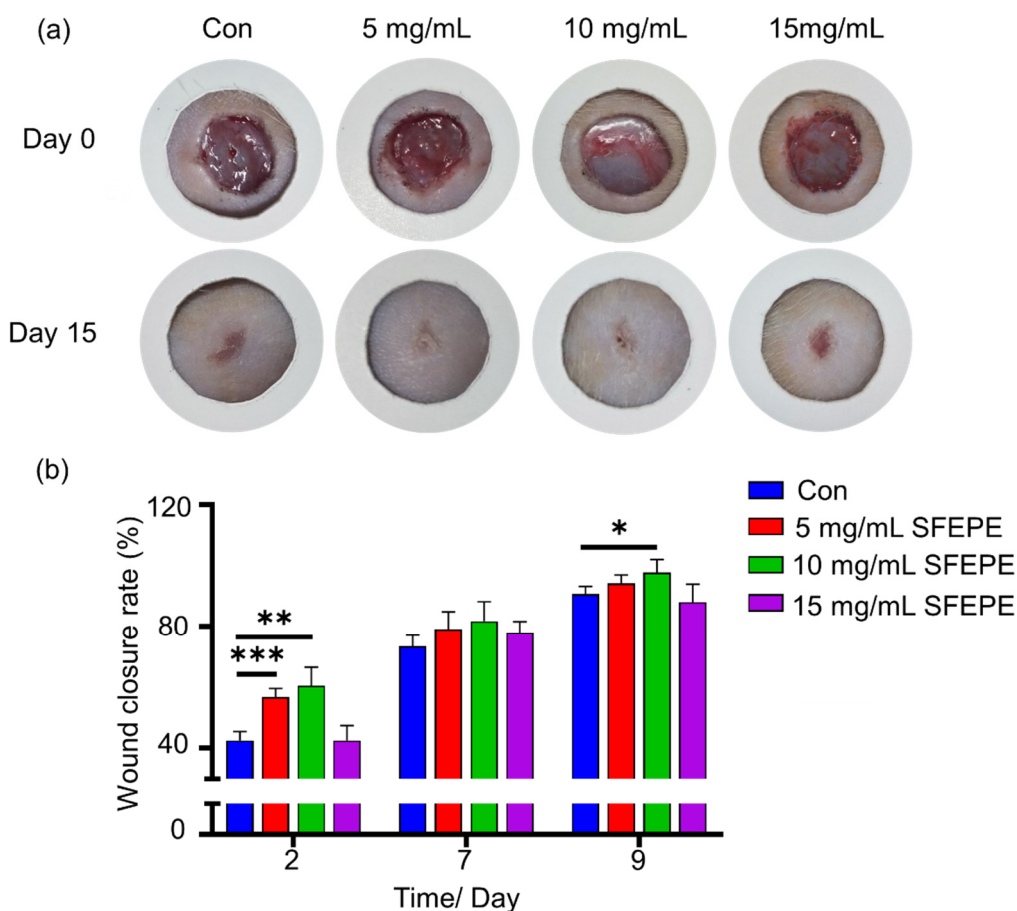 (a)
Con 5 mg/mL 10 mg/mL 15mg/mL
Day 0
Day 15
(b)
Wound closure rate (%)
120
80
40
0
*** ** *
2 7 9
Time/ Day
Con
5 mg/mL SFEPE
10 mg/mL SFEPE
15 mg/mL SFEPE